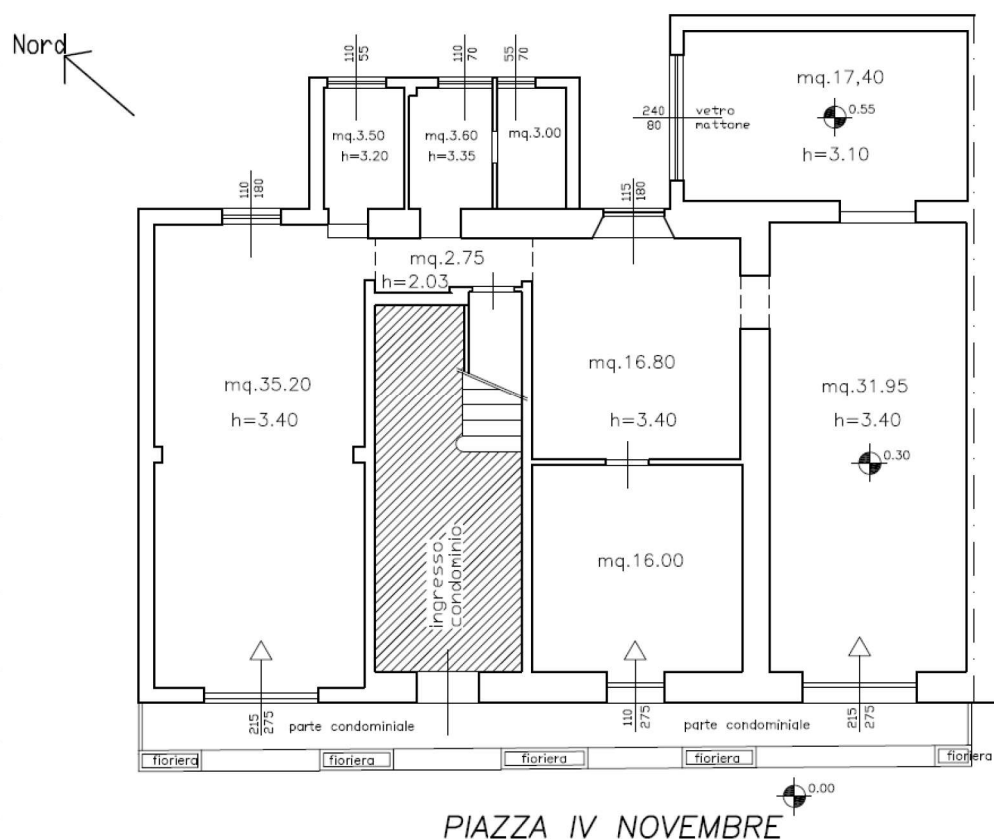 Nord
110
55
110
70
55
70
mq.17,40
0.55
h=3.10
240
80
vetro
mattone
mq.3.50
h=3.20
mq.3.60
h=3.35
mq.3.00
110
180
115
180
mq.2.75
h=2.03
mq.35.20
h=3.40
mq.16.80
h=3.40
mq.31.95
h=3.40
0.30
ingresso
condominio
mq.16.00
215
275
parte condominiale
110
275
parte condominiale
215
275
fioriera
fioriera
fioriera
fioriera
fioriera
0.00
PIAZZA IV NOVEMBRE